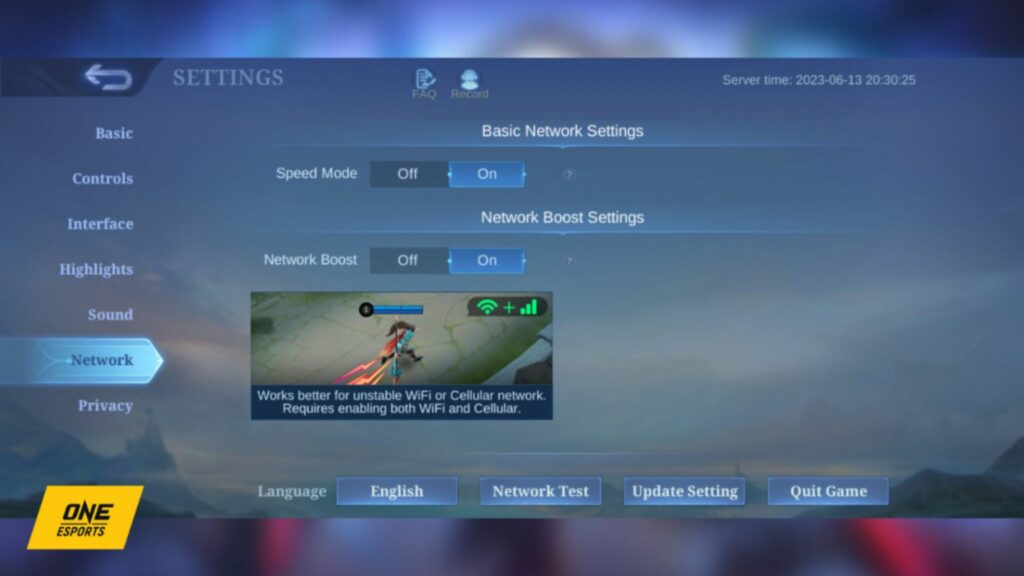 SETTINGS
FAQ
Record
Server time: 2023-06-13 20:30:25
Basic
Controls
Interface
Highlights
Sound
Network
Privacy
Basic Network Settings
Speed Mode
Off
On
?
Network Boost Settings
Network Boost
Off
On
?
1
Works better for unstable WiFi or Cellular network.
Requires enabling both WiFi and Cellular.
Language
English
Network Test
Update Setting
Quit Game
ONE
ESPORTS